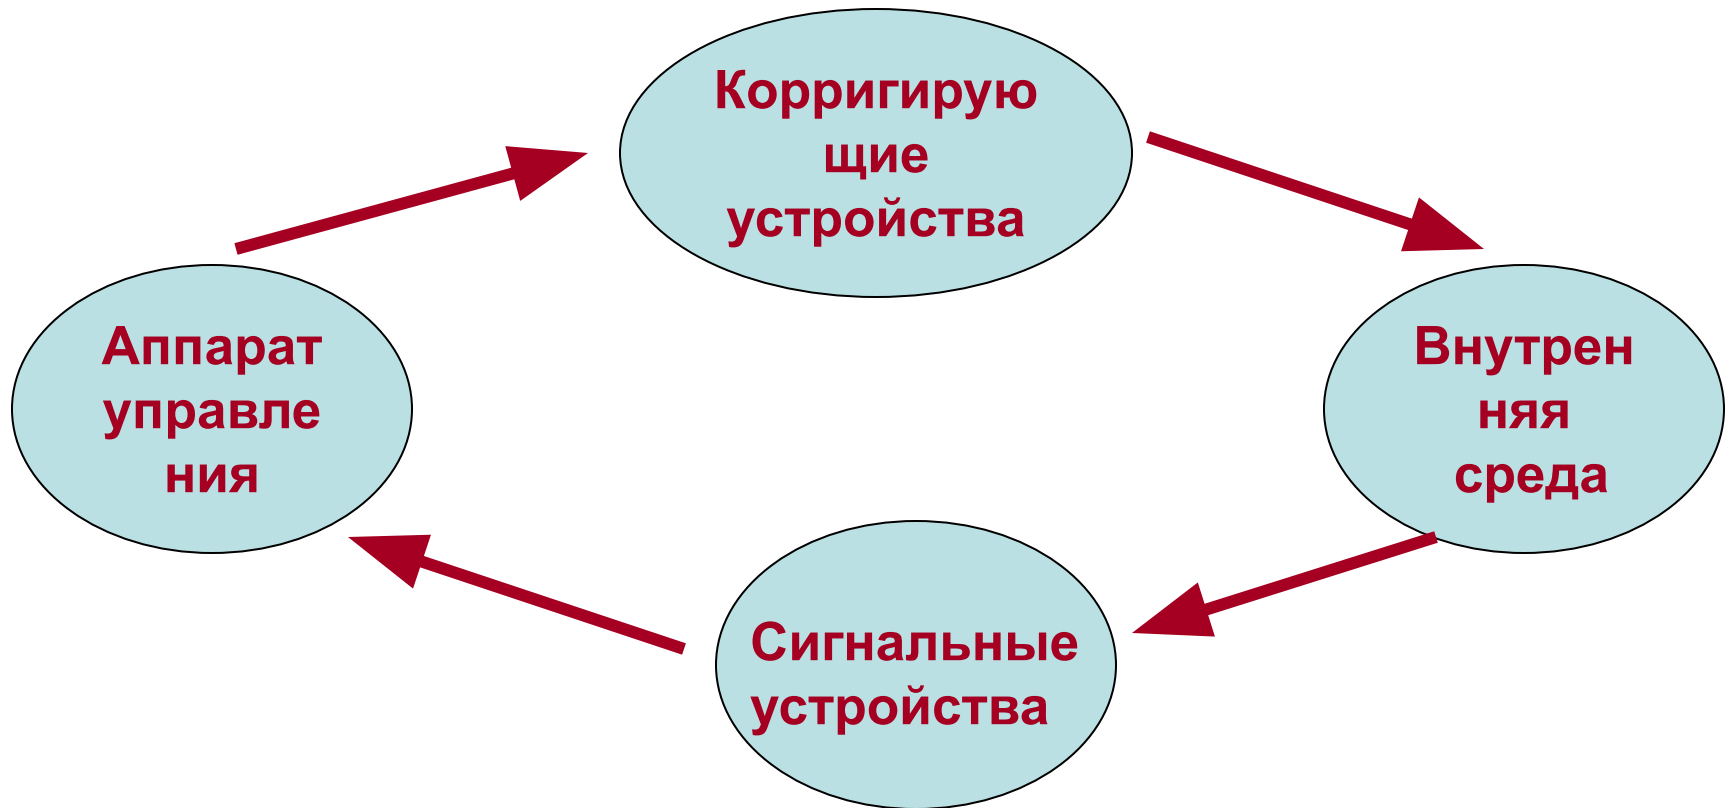 Корригирую
щие
устройства
Аппарат
управле
ния
Внутрен
няя
среда
Сигнальные
устройства